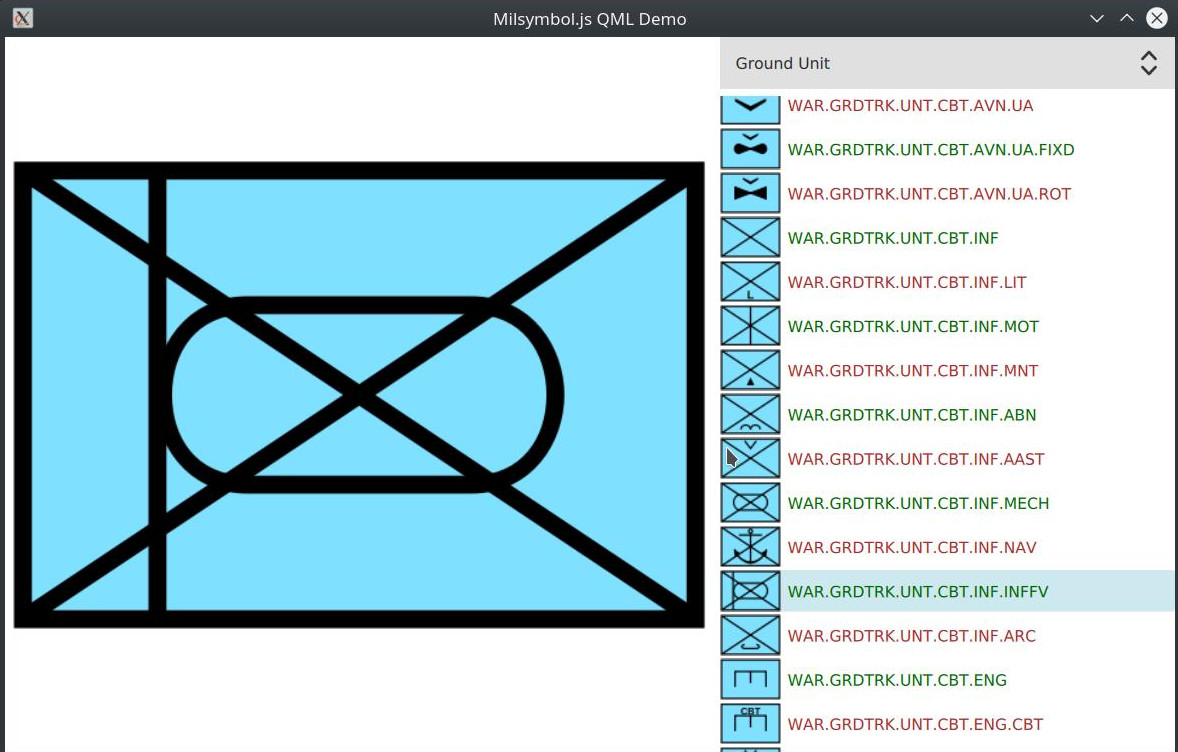 Milsymbol.js QML Demo
Ground Unit
WAR.GRDTRK.UNT.CBT.AVN.UA
WAR.GRDTRK.UNT.CBT.AVN.UA.FIXD
WAR.GRDTRK.UNT.CBT.AVN.UA.ROT
WAR.GRDTRK.UNT.CBT.INF
L WAR.GRDTRK.UNT.CBT.INF.LIT
WAR.GRDTRK.UNT.CBT.INF.MOT
WAR.GRDTRK.UNT.CBT.INF.MNT
WAR.GRDTRK.UNT.CBT.INF.ABN
WAR.GRDTRK.UNT.CBT.INF.AAST
WAR.GRDTRK.UNT.CBT.INF.MECH
WAR.GRDTRK.UNT.CBT.INF.NAV
WAR.GRDTRK.UNT.CBT.INF.INFFV
WAR.GRDTRK.UNT.CBT.INF.ARC
WAR.GRDTRK.UNT.CBT.ENG
CBT WAR.GRDTRK.UNT.CBT.ENG.CBT